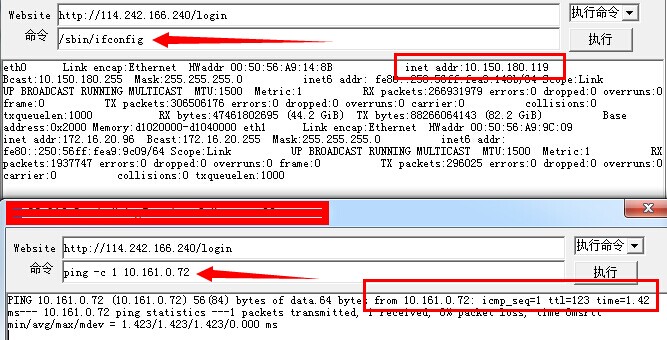 Website http://114.242.166.240/login 执行命令
命令 /sbin/ifconfig 执行
eth0 Link encap:Ethernet HWaddr 00:50:56:A9:14:8B inet addr:10.150.180.119
Bcast:10.150.180.255 Mask:255.255.255.0 inet6 addr: fe80::250:56ff:fea9:148b/64 Scope:Link
UP BROADCAST RUNNING MULTICAST MTU:1500 Metric:1 RX packets:266931979 errors:0 dropped:0 overruns:0
frame:0 TX packets:306506176 errors:0 dropped:0 overruns:0 carrier:0 collisions:0
txqueuelen:1000 RX bytes:47461802695 (44.2 GiB) TX bytes:88266064143 (82.2 GiB) Base
address:0x2000 Memory:d1020000-d1040000 eth1 Link encap:Ethernet HWaddr 00:50:56:A9:9C:09
inet addr:172.16.20.96 Bcast:172.16.20.255 Mask:255.255.255.0 inet6 addr:
fe80::250:56ff:fea9:9c09/64 Scope:Link UP BROADCAST RUNNING MULTICAST MTU:1500 Metric:1 RX
packets:1937747 errors:0 dropped:0 overruns:0 frame:0 TX packets:296025 errors:0 dropped:0 overruns:0
carrier:0 collisions:0 txqueuelen:1000
Website http://114.242.166.240/login 执行命令
命令 ping -c 1 10.161.0.72 执行
PING 10.161.0.72 (10.161.0.72) 56(84) bytes of data.64 bytes from 10.161.0.72: icmp_seq=1 ttl=123 time=1.42
ms--- 10.161.0.72 ping statistics ---1 packets transmitted, 1 received, 0% packet loss, time 0msrtt
min/avg/max/mdev = 1.423/1.423/1.423/0.000 ms